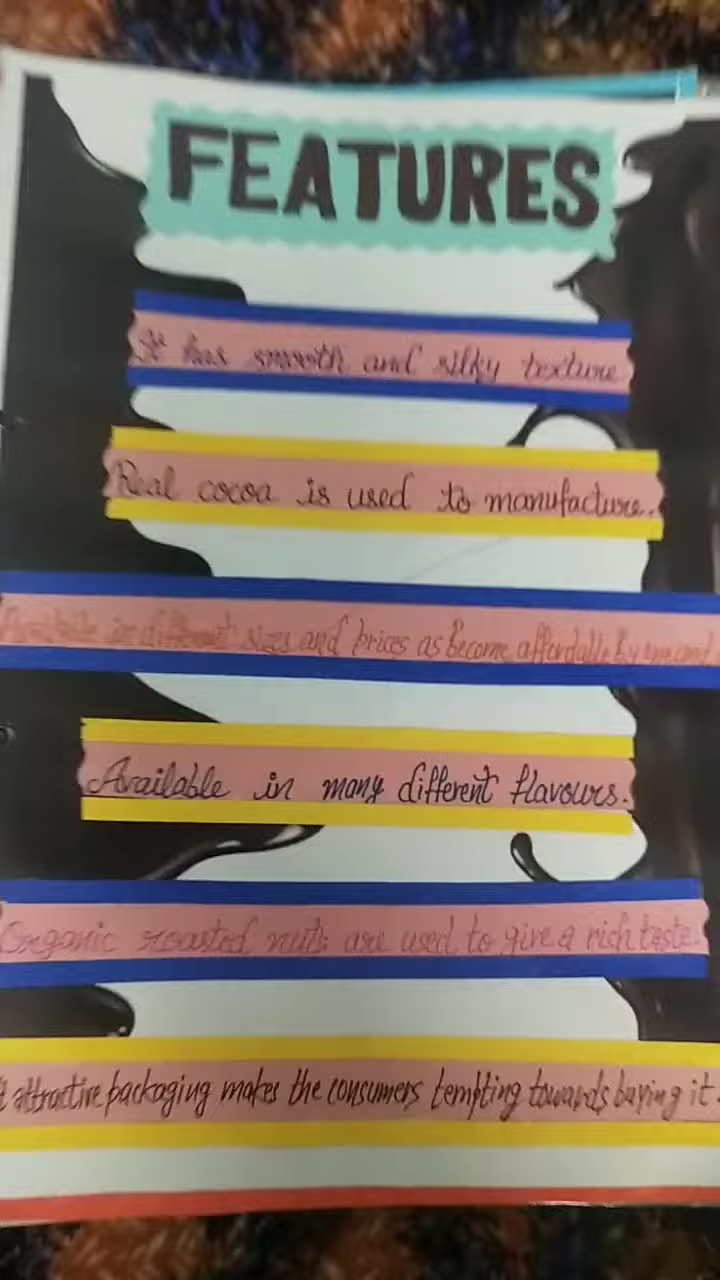 FEATURES
It has smooth and silky texture
Real cocoa is used to manufacture.
Available in different sizes and prices as become affordable by
Available in many different flavours.
Organic roasted nuts are used to give a rich taste.
attractive packaging makes the consumers tempting towards buying it.